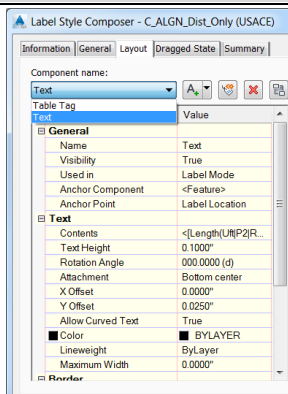 Label Style Composer - C_ALGN_Dist_Only (USACE)
Information General Layout Dragged State Summary
Component name:
Text
Table Tag
Text
Value
General
Name Text
Visibility True
Used in Label Mode
Anchor Component <Feature>
Anchor Point Label Location
Text
Contents <[Length(Uft|P2|R...
Text Height 0.1000"
Rotation Angle 000.0000 (d)
Attachment Bottom center
X Offset 0.0000"
Y Offset 0.0250"
Allow Curved Text True
Color BYLAYER
Lineweight ByLayer
Maximum Width 0.0000"
Border